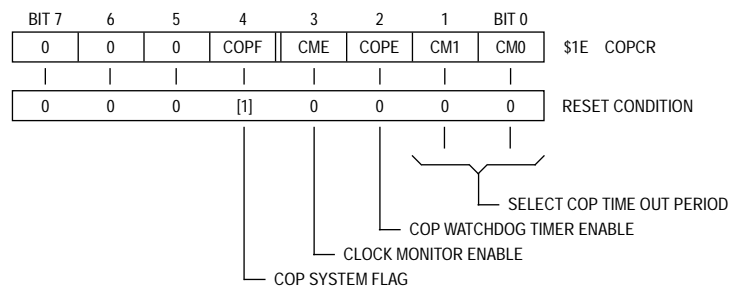 BIT 7 6 5 4 3 2 1 BIT 0
0 0 0 COPF CME COPE CM1 CM0 $1E COPCR
0 0 0 [1] 0 0 0 0 RESET CONDITION
SELECT COP TIME OUT PERIOD
COP WATCHDOG TIMER ENABLE
CLOCK MONITOR ENABLE
COP SYSTEM FLAG